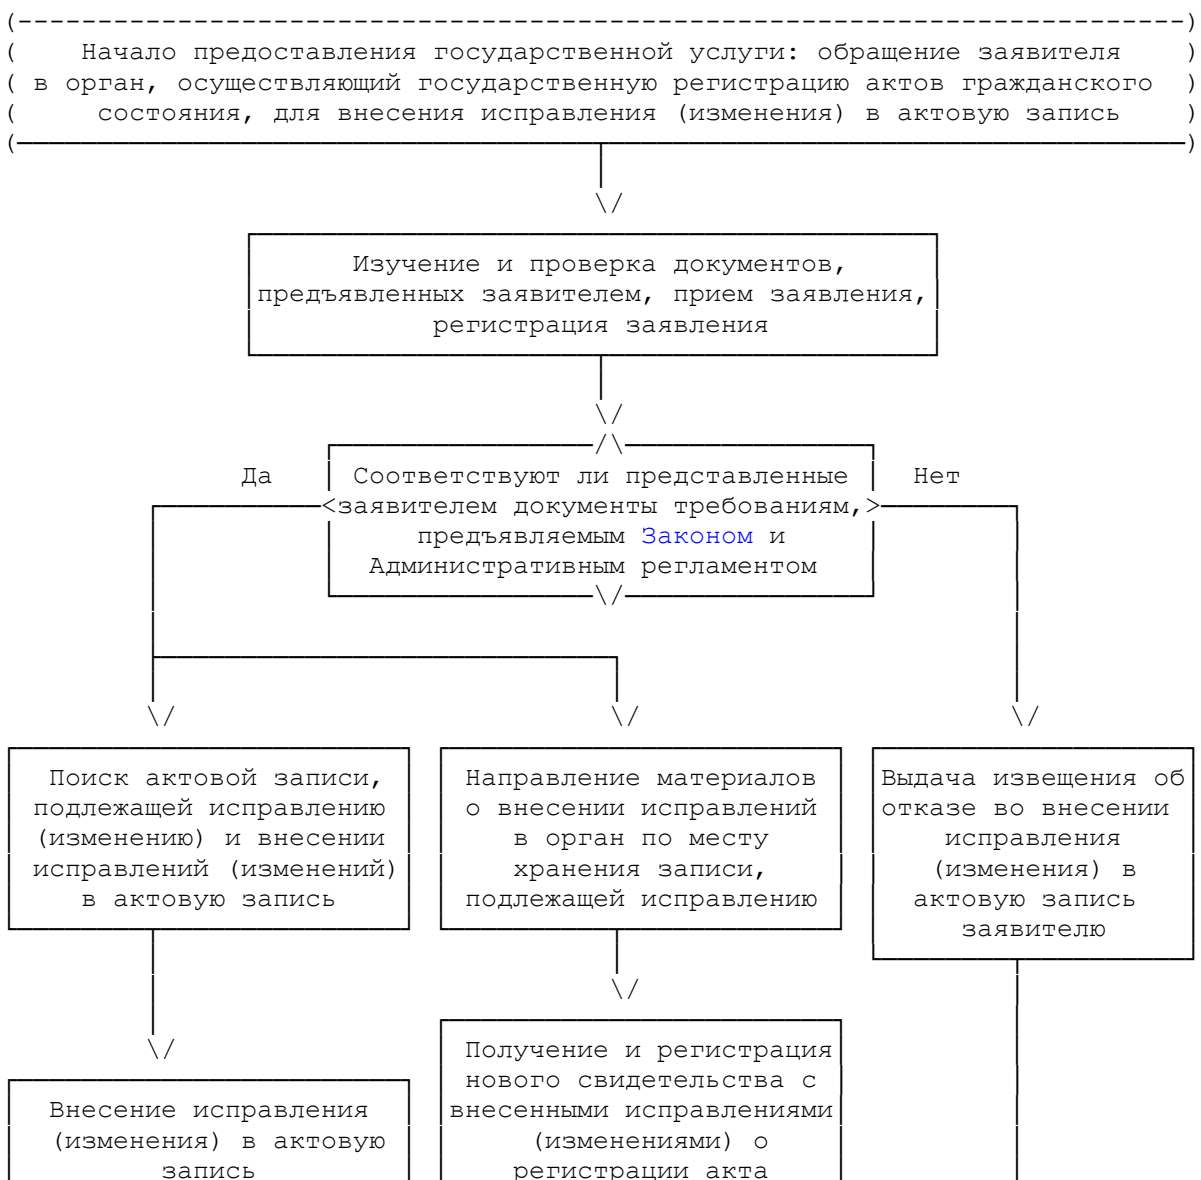 Начало предоставления государственной услуги: обращение заявителя
в орган, осуществляющий государственную регистрацию актов гражданского
состояния, для внесения исправления (изменения) в актовую запись
Изучение и проверка документов,
предъявленных заявителем, прием заявления,
регистрация заявления
Да
Соответствуют ли представленные
заявителем документы требованиям,
предъявляемым Законом и
Административным регламентом
Нет
Поиск актовой записи,
подлежащей исправлению
(изменению) и внесении
исправлений (изменений)
в актовую запись
Направление материалов
о внесении исправлений
в орган по месту
хранения записи,
подлежащей исправлению
Выдача извещения об
отказе во внесении
исправления
(изменения) в
актовую запись
заявителю
Внесение исправления
(изменения) в актовую
запись
Получение и регистрация
нового свидетельства с
внесенными исправлениями
(изменениями) о
регистрации акта